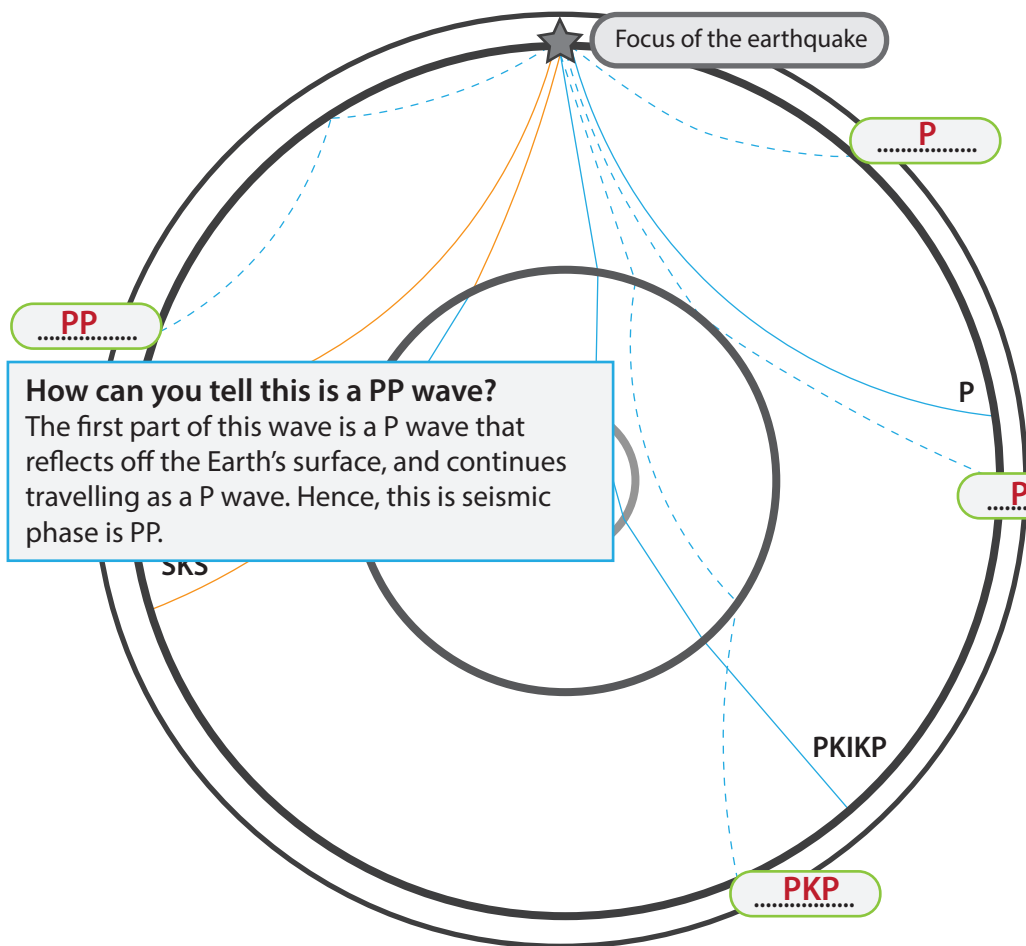 Focus of the earthquake
P
PP
How can you tell this is a PP wave?
The first part of this wave is a P wave that
reflects off the Earth's surface, and continues
travelling as a P wave. Hence, this is seismic
phase is PP.
P
P
SKS
PKIKP
PKP